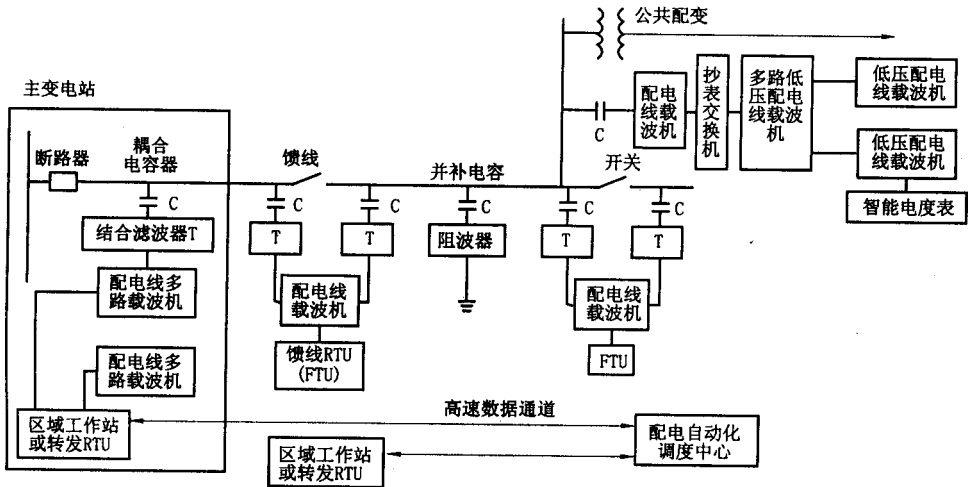 公共配变
主变电站
断路器
耦合
电容器
C
结合滤波器T
配电线多
路载波机
配电线多
路载波机
区域工作站
或转发RTU
馈线
C
C
T
T
配电线
载波机
馈线RTU
(FTU)
并补电容
C
阻波器
开关
C
C
T
T
配电线
载波机
FTU
C
配电
线载
波机
抄表交换机
多路低
压配电
线载波
机
低压配电
线载波机
低压配电
线载波机
智能电度表
高速数据通道
区域工作站
或转发RTU
配电自动化
调度中心